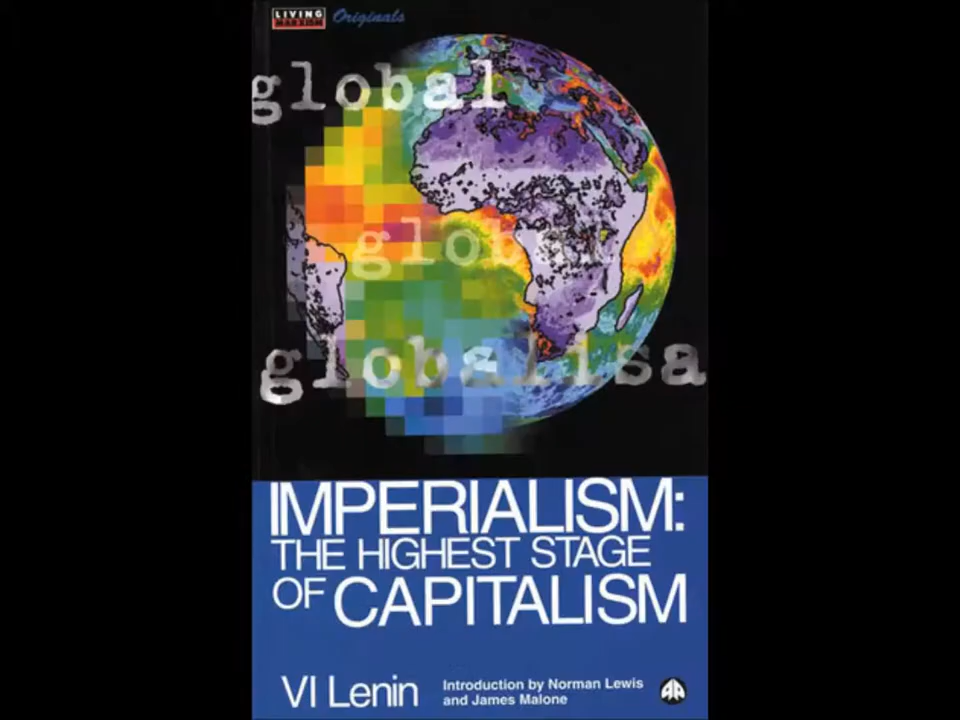 LIVING
MARXISM
Originals
global
global
globalisa
IMPERIALISM:
THE HIGHEST STAGE
OF CAPITALISM
VI Lenin
Introduction by Norman Lewis
and James Malone